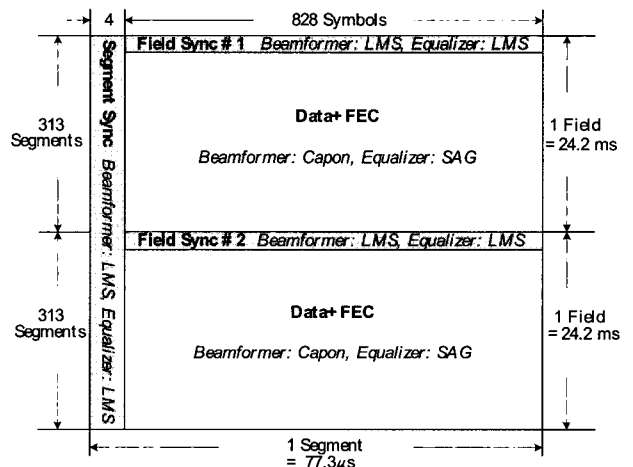 4
828 Symbols
Field Sync # 1 Beamformer: LMS, Equalizer: LMS
Segment Sync Beamformer: LMS, Equalizer: LMS
313
Segments
Data+ FEC
Beamformer: Capon, Equalizer: SAG
1 Field
= 24.2 ms
Field Sync # 2 Beamformer: LMS, Equalizer: LMS
313
Segments
Data+ FEC
Beamformer: Capon, Equalizer: SAG
1 Field
= 24.2 ms
1 Segment
= 77.3µs